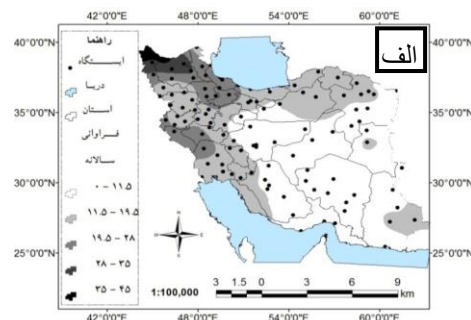 42°0'0"E 48°0'0"E 54°0'0"E 60°0'0"E
الف
40°0'0"N
35°0'0"N
30°0'0"N
25°0'0"N
راهنما
ایستگاه
دریا
استان
فراوانی
سالانه
۰ - ۱۱.۵
۱۱.۵ - ۱۹.۵
۱۹.۵ - ۲۸
۲۸ - ۳۵
۳۵ - ۴۵
40°0'0"N
35°0'0"N
30°0'0"N
25°0'0"N
1:100,000
3 1.5 0 3 6 9
km
42°0'0"E 48°0'0"E 54°0'0"E 60°0'0"E